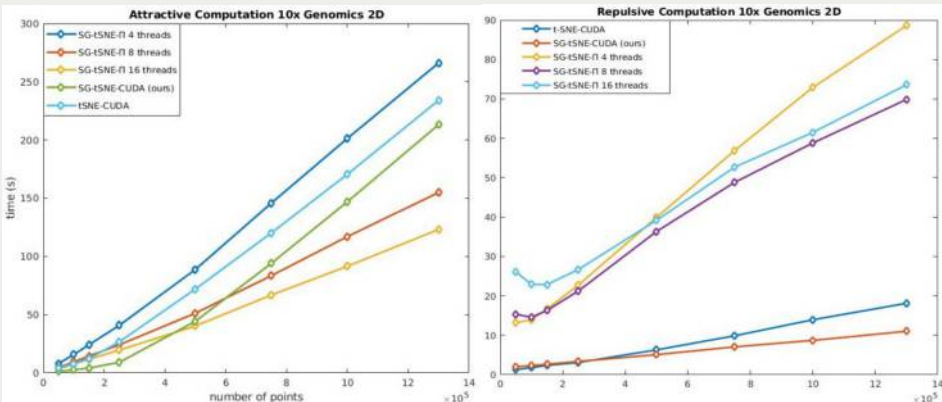 Attractive Computation 10x Genomics 2D
300
250
200
150
100
50
0
time (s)
SG-tSNE-Π 4 threads
SG-tSNE-Π 8 threads
SG-tSNE-Π 16 threads
SG-tSNE-CUDA (ours)
tSNE-CUDA
0 2 4 6 8 10 12 14
number of points
×10⁵
Repulsive Computation 10x Genomics 2D
90
80
70
60
50
40
30
20
10
0
t-SNE-CUDA
SG-tSNE-CUDA (ours)
SG-tSNE-Π 4 threads
SG-tSNE-Π 8 threads
SG-tSNE-Π 16 threads
0 2 4 6 8 10 12 14
×10⁵